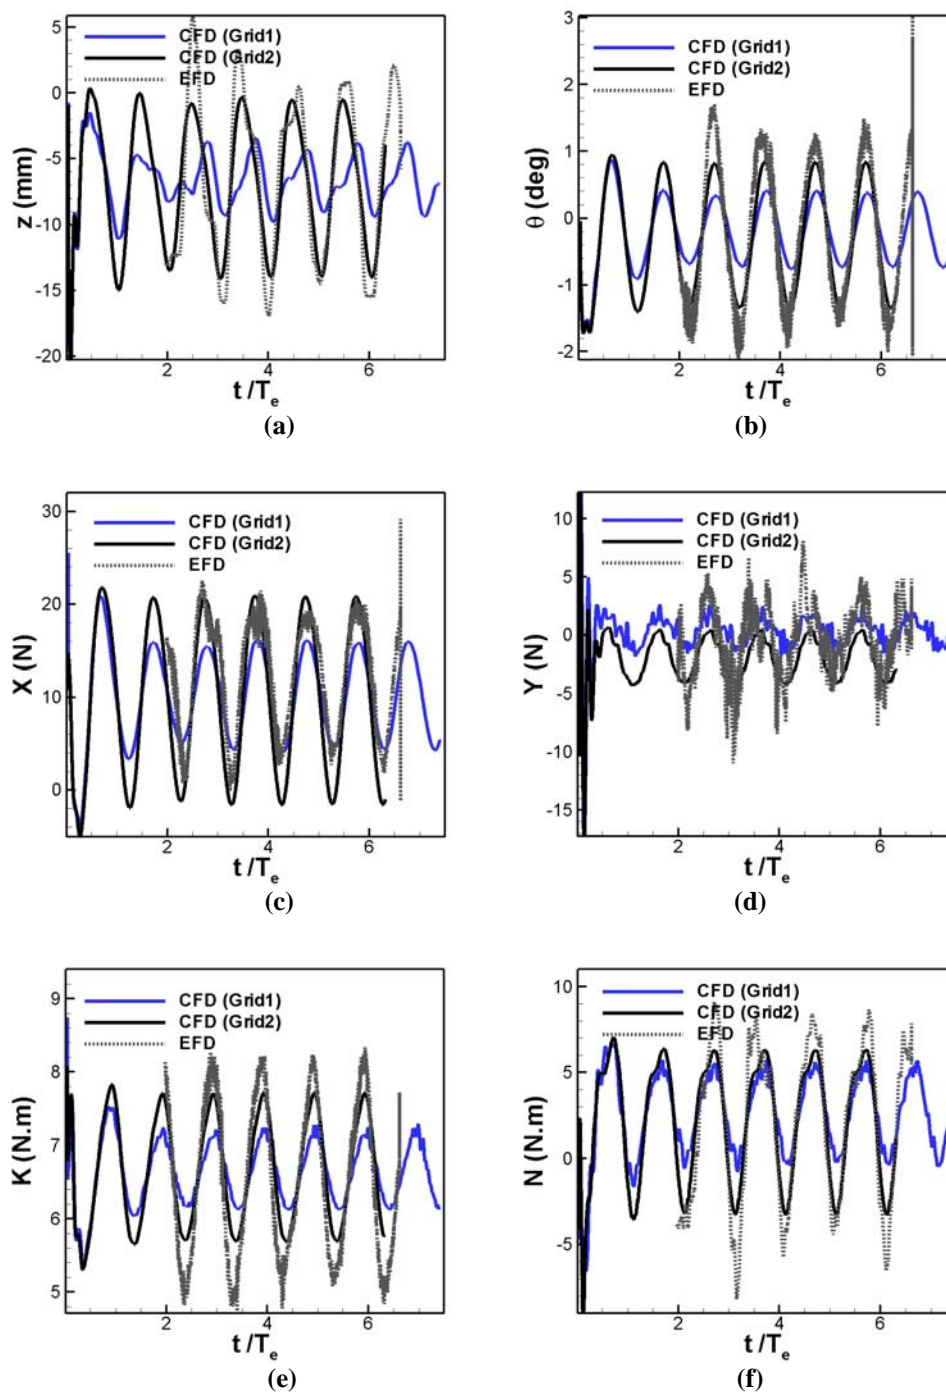 5
0
-5
-10
-15
-20
z (mm)
CFD (Grid1)
CFD (Grid2)
EFD
2 4 6
t /Te
(a)
3
2
1
0
-1
-2
θ (deg)
CFD (Grid1)
CFD (Grid2)
EFD
2 4 6
t /Te
(b)
30
20
10
0
X (N)
CFD (Grid1)
CFD (Grid2)
EFD
2 4 6
t /Te
(c)
10
5
0
-5
-10
-15
Y (N)
CFD (Grid1)
CFD (Grid2)
EFD
2 4 6
t /Te
(d)
9
8
7
6
5
K (N.m)
CFD (Grid1)
CFD (Grid2)
EFD
2 4 6
t /Te
(e)
10
5
0
-5
N (N.m)
CFD (Grid1)
CFD (Grid2)
EFD
2 4 6
t /Te
(f)